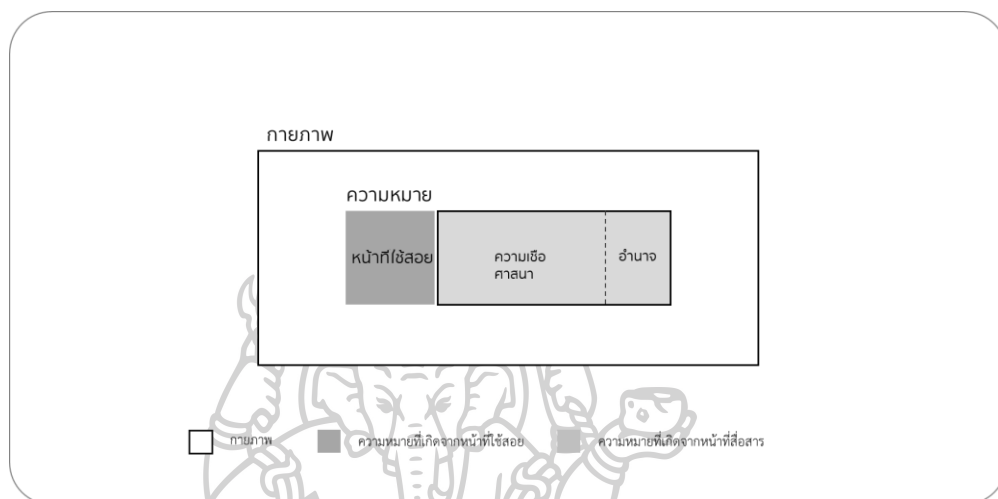 กายภาพ
ความหมาย
หน้าที่ใช้สอย
ความเชื่อ
ศาสนา
อำนาจ
กายภาพ
ความหมายที่เกิดจากหน้าที่ใช้สอย
ความหมายที่เกิดจากหน้าที่สื่อสาร